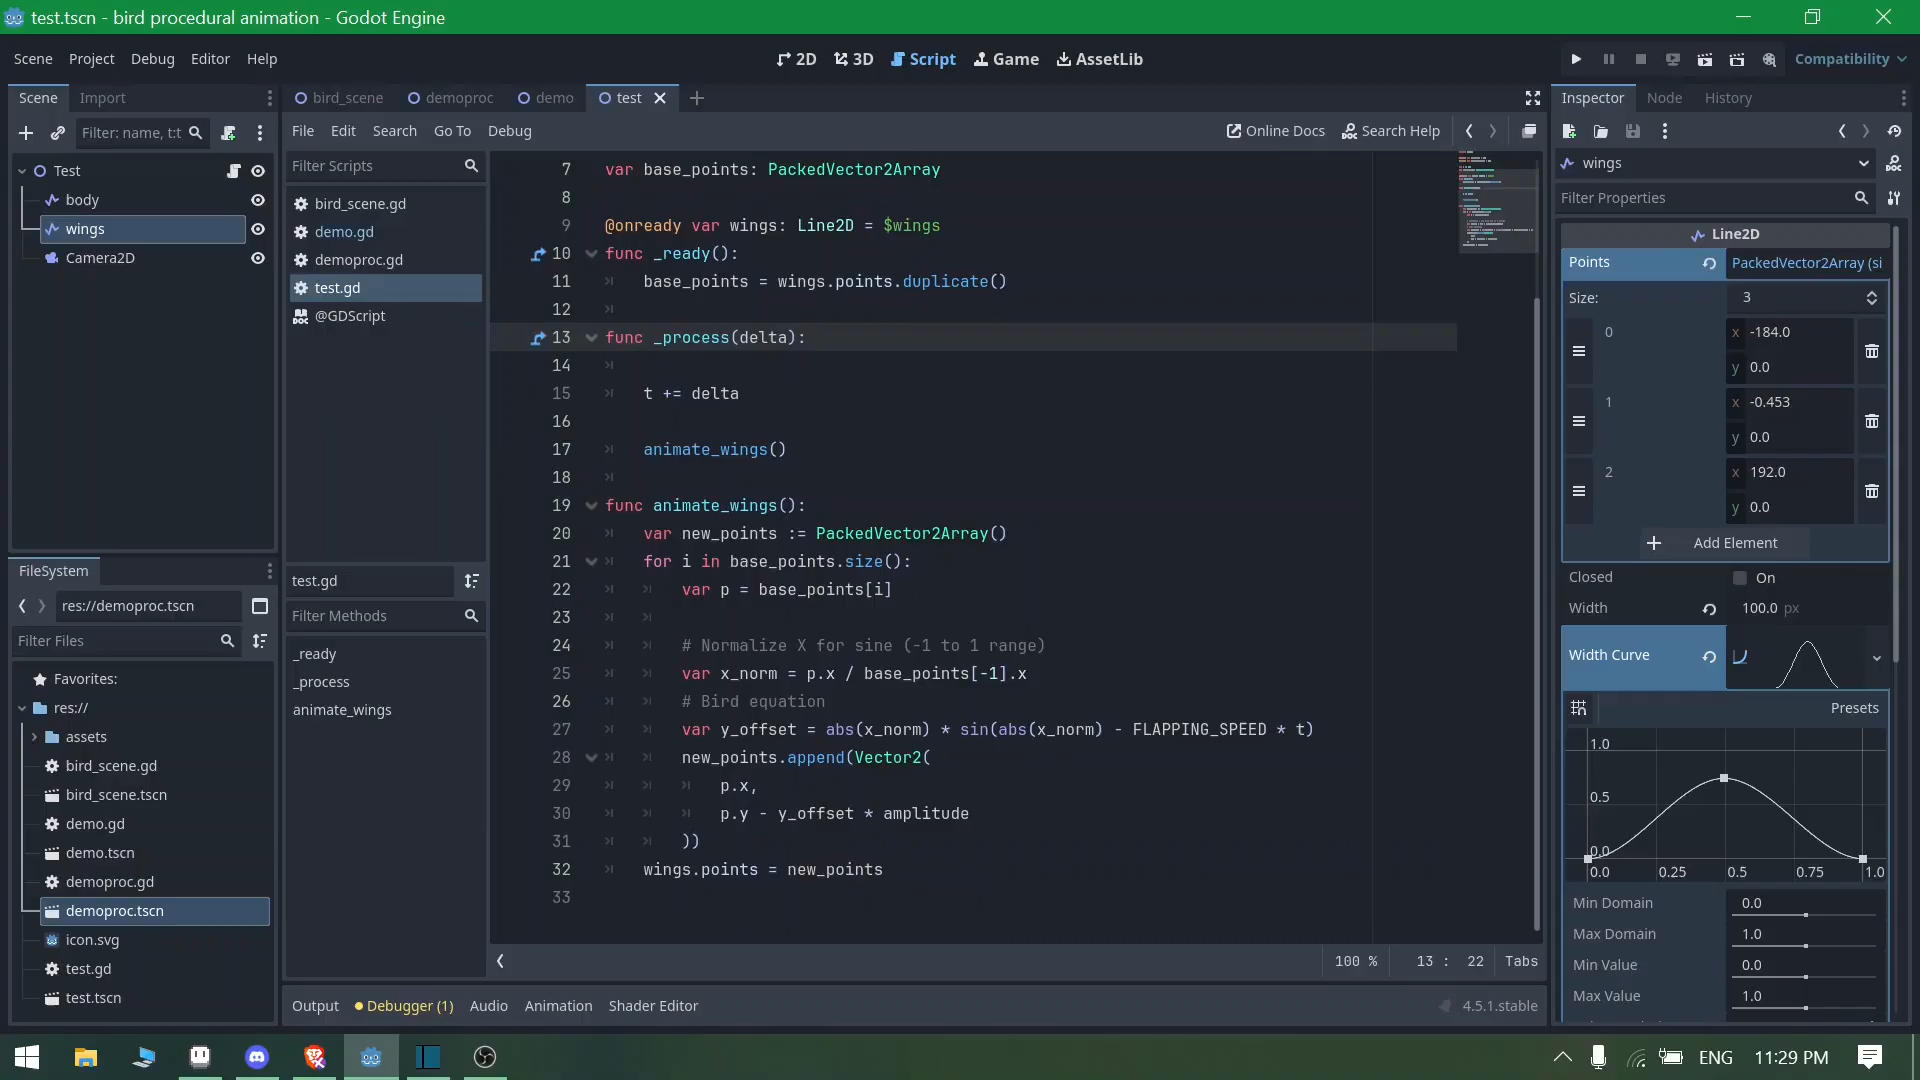 test.tscn - bird procedural animation - Godot Engine
Scene Project Debug Editor Help
2D 3D Script Game AssetLib
Compatibility
Scene Import
Filter: name, t:t
Test
body
wings
Camera2D
FileSystem
res://demoproc.tscn
Filter Files
Favorites:
res://
assets
bird_scene.gd
bird_scene.tscn
demo.gd
demo.tscn
demoproc.gd
demoproc.tscn
icon.svg
test.gd
test.tscn
bird_scene demoproc demo test
File Edit Search Go To Debug
Online Docs Search Help
Filter Scripts
bird_scene.gd
demo.gd
demoproc.gd
test.gd
@GDScript
test.gd
Filter Methods
_ready
_process
animate_wings
7 var base_points: PackedVector2Array
8
9 @onready var wings: Line2D = $wings
10 func _ready():
11 base_points = wings.points.duplicate()
12
13 func _process(delta):
14
15 t += delta
16
17 animate_wings()
18
19 func animate_wings():
20 var new_points := PackedVector2Array()
21 for i in base_points.size():
22 var p = base_points[i]
23
24 # Normalize X for sine (-1 to 1 range)
25 var x_norm = p.x / base_points[-1].x
26 # Bird equation
27 var y_offset = abs(x_norm) * sin(abs(x_norm) - FLAPPING_SPEED * t)
28 new_points.append(Vector2(
29 p.x,
30 p.y - y_offset * amplitude
31 ))
32 wings.points = new_points
33
100 % 13 : 22 Tabs
Output Debugger (1) Audio Animation Shader Editor
4.5.1.stable
Inspector Node History
wings
Filter Properties
Line2D
Points PackedVector2Array (si
Size: 3
0 x -184.0
y 0.0
1 x -0.453
y 0.0
2 x 192.0
y 0.0
Add Element
Closed On
Width 100.0 px
Width Curve
Presets
1.0
0.5
0.0
0.0 0.25 0.5 0.75 1.0
Min Domain 0.0
Max Domain 1.0
Min Value 0.0
Max Value 1.0
ENG 11:29 PM